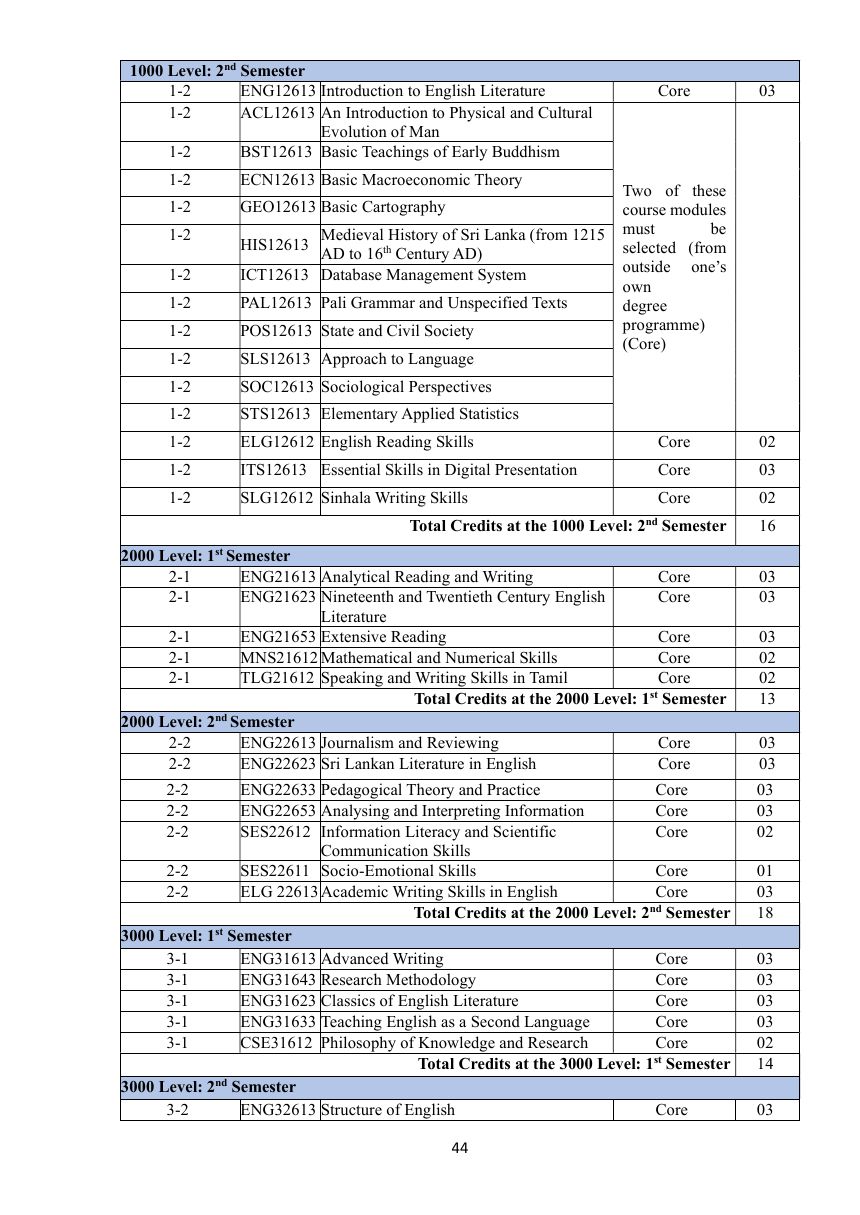 1000 Level: 2nd Semester
1-2 ENG12613 Introduction to English Literature Core 03
1-2 ACL12613 An Introduction to Physical and Cultural
Evolution of Man
1-2 BST12613 Basic Teachings of Early Buddhism
1-2 ECN12613 Basic Macroeconomic Theory
1-2 GEO12613 Basic Cartography
1-2 HIS12613 Medieval History of Sri Lanka (from 1215
AD to 16th Century AD)
1-2 ICT12613 Database Management System
1-2 PAL12613 Pali Grammar and Unspecified Texts
1-2 POS12613 State and Civil Society
1-2 SLS12613 Approach to Language
1-2 SOC12613 Sociological Perspectives
1-2 STS12613 Elementary Applied Statistics
Two of these
course modules
must be
selected (from
outside one’s
own
degree
programme)
(Core)
1-2 ELG12612 English Reading Skills Core 02
1-2 ITS12613 Essential Skills in Digital Presentation Core 03
1-2 SLG12612 Sinhala Writing Skills Core 02
Total Credits at the 1000 Level: 2nd Semester 16
2000 Level: 1st Semester
2-1 ENG21613 Analytical Reading and Writing Core 03
2-1 ENG21623 Nineteenth and Twentieth Century English Core 03
Literature
2-1 ENG21653 Extensive Reading Core 03
2-1 MNS21612 Mathematical and Numerical Skills Core 02
2-1 TLG21612 Speaking and Writing Skills in Tamil Core 02
Total Credits at the 2000 Level: 1st Semester 13
2000 Level: 2nd Semester
2-2 ENG22613 Journalism and Reviewing Core 03
2-2 ENG22623 Sri Lankan Literature in English Core 03
2-2 ENG22633 Pedagogical Theory and Practice Core 03
2-2 ENG22653 Analysing and Interpreting Information Core 03
2-2 SES22612 Information Literacy and Scientific Core 02
Communication Skills
2-2 SES22611 Socio-Emotional Skills Core 01
2-2 ELG 22613 Academic Writing Skills in English Core 03
Total Credits at the 2000 Level: 2nd Semester 18
3000 Level: 1st Semester
3-1 ENG31613 Advanced Writing Core 03
3-1 ENG31643 Research Methodology Core 03
3-1 ENG31623 Classics of English Literature Core 03
3-1 ENG31633 Teaching English as a Second Language Core 03
3-1 CSE31612 Philosophy of Knowledge and Research Core 02
Total Credits at the 3000 Level: 1st Semester 14
3000 Level: 2nd Semester
3-2 ENG32613 Structure of English Core 03
44